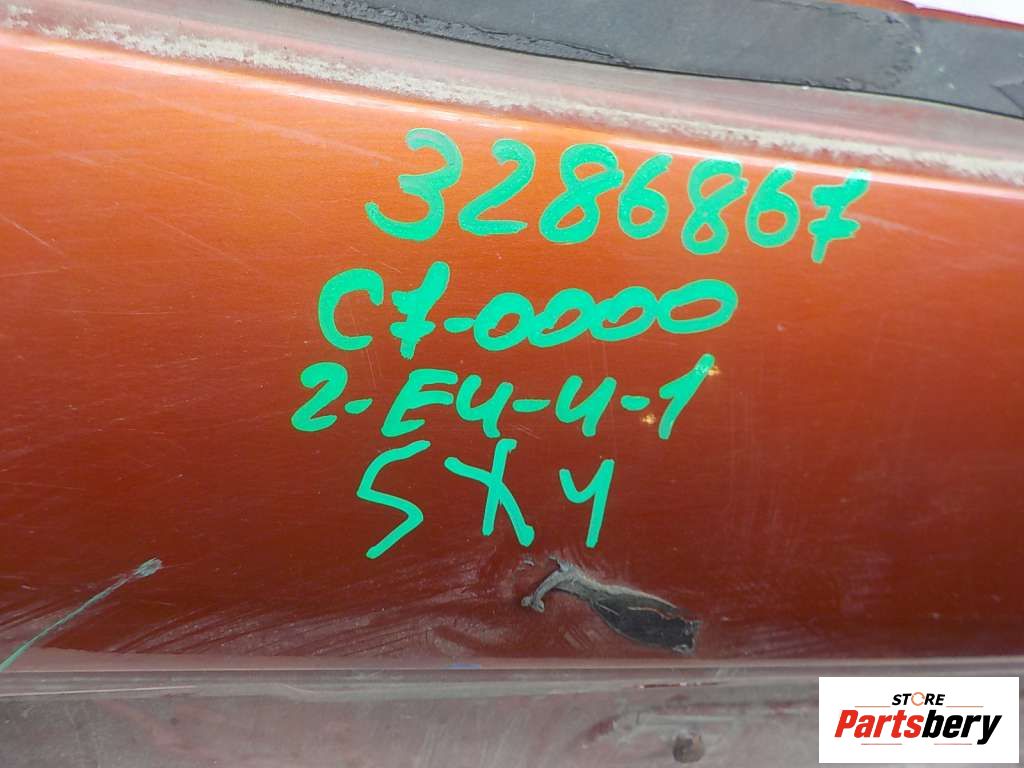 3286867
C7-0000
2-E4-4-1
SX4
STORE
Partsbery